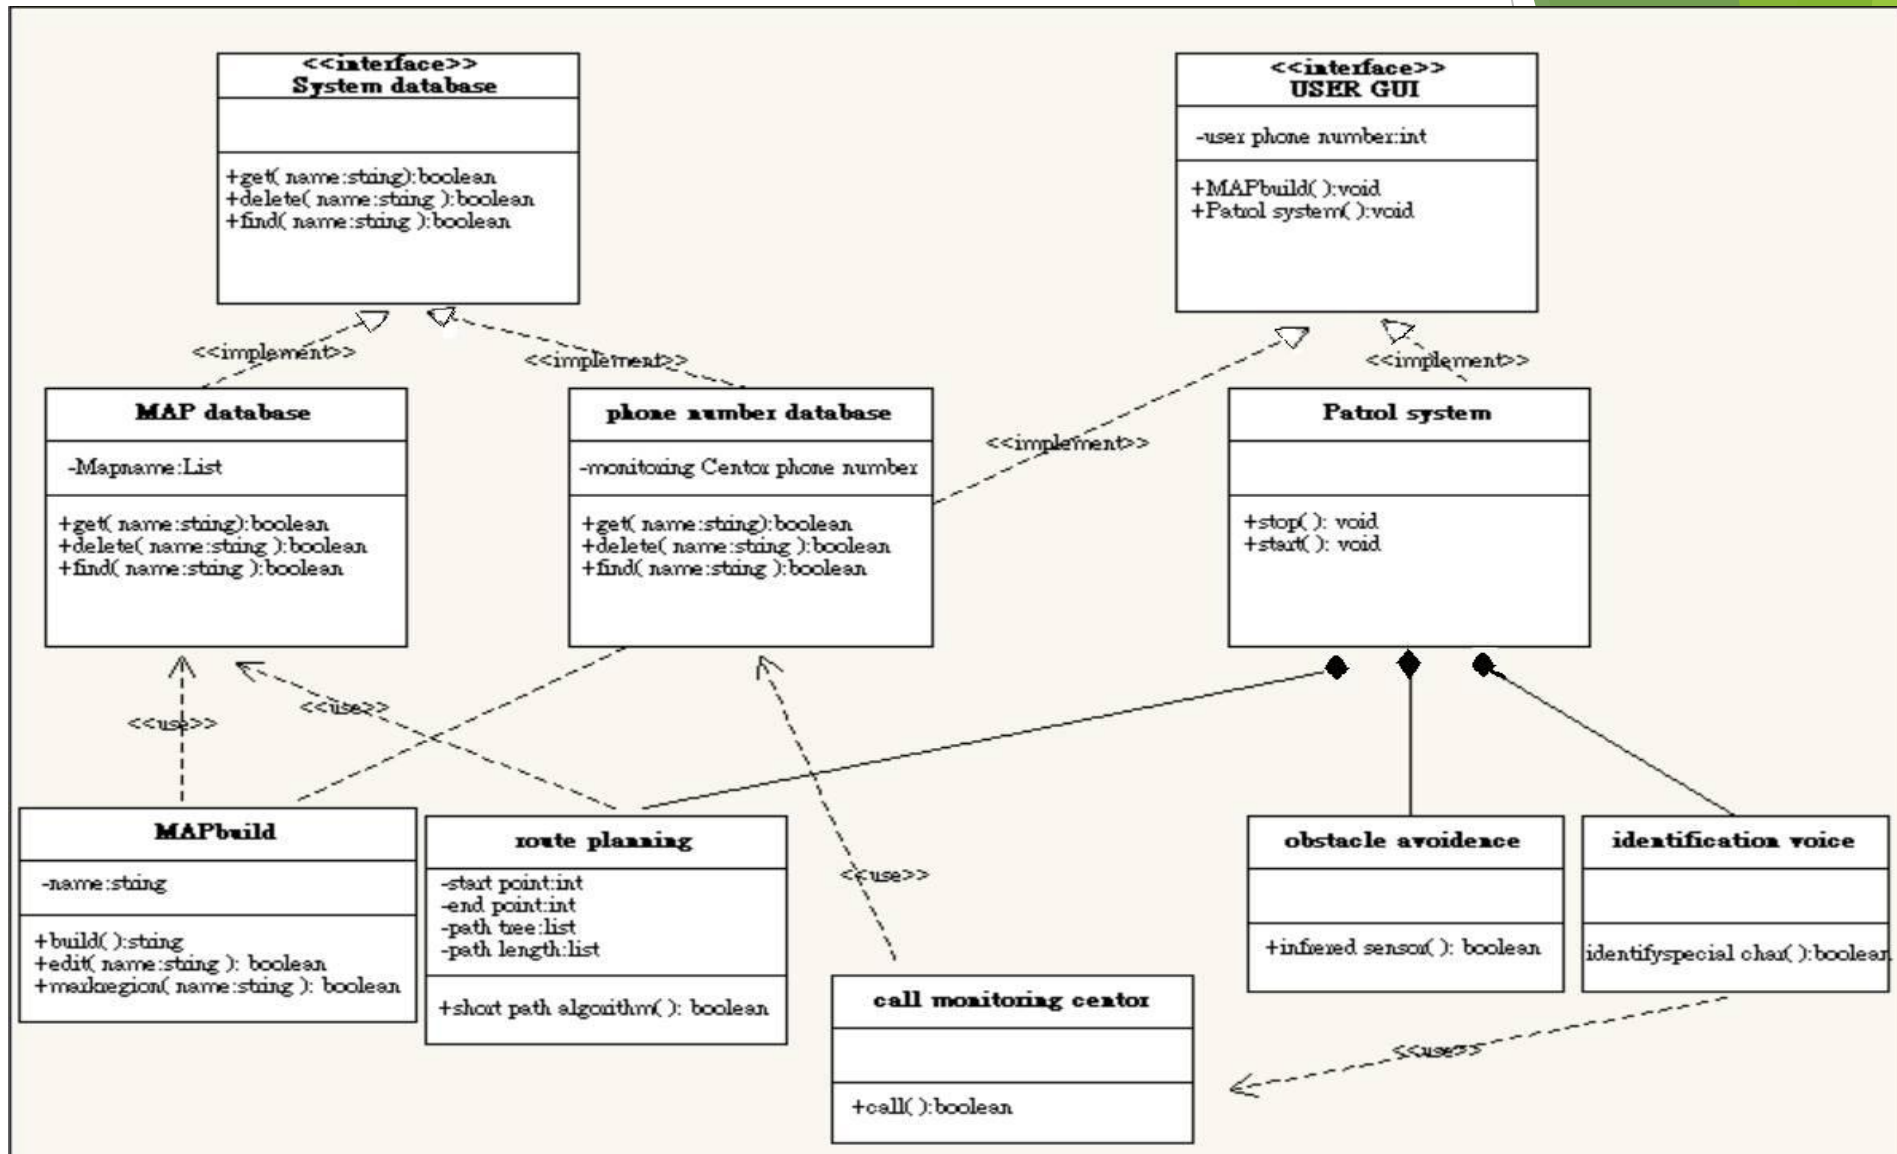 <<interface>>
System database
+get( name:string):boolean
+delete( name:string ):boolean
+find( name:string ):boolean
<<interface>>
USER GUI
-user phone number:int
+MAPbuild( ):void
+Patrol system( ):void
<<implement>>
<<implement>>
<<implement>>
<<implement>>
MAP database
-Mapname:List
+get( name:string):boolean
+delete( name:string ):boolean
+find( name:string ):boolean
phone number database
-monitoring Centor phone number
+get( name:string):boolean
+delete( name:string ):boolean
+find( name:string ):boolean
Patrol system
+stop( ): void
+start( ): void
<<use>>
<<use>>
<<use>>
<<use>>
MAPbuild
-name:string
+build( ):string
+edit( name:string ): boolean
+markregion( name:string ): boolean
route planning
-start point:int
-end point:int
-path tree:list
-path length:list
+short path algorithm( ): boolean
call monitoring centor
+call( ):boolean
obstacle avoidence
+infrered sensor( ): boolean
identification voice
identifyspecial char( ):boolean